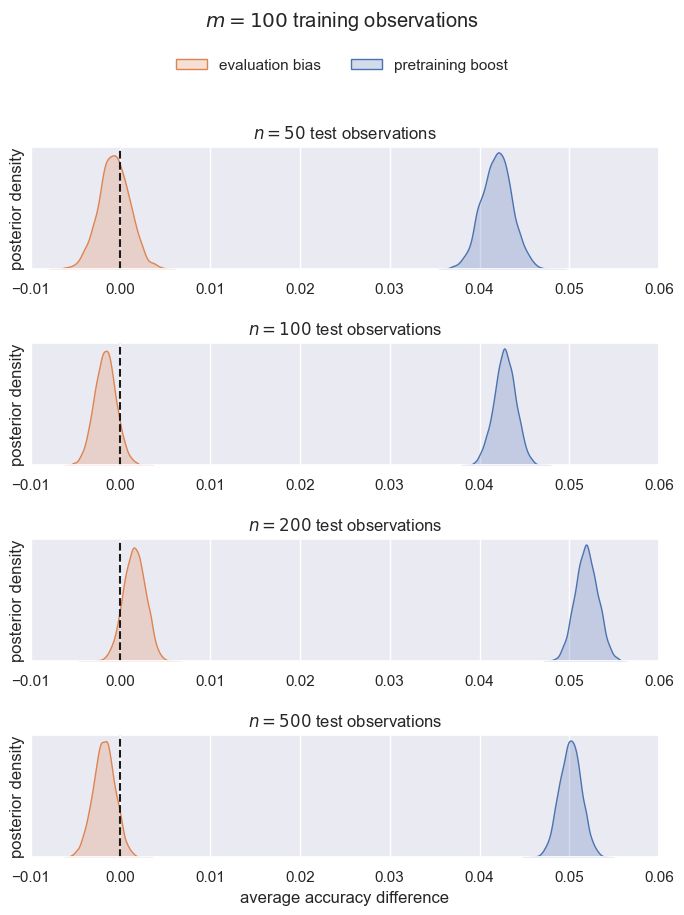 m = 100 training observations
evaluation bias pretraining boost
n = 50 test observations
posterior density
−0.01 0.00 0.01 0.02 0.03 0.04 0.05 0.06
n = 100 test observations
posterior density
−0.01 0.00 0.01 0.02 0.03 0.04 0.05 0.06
n = 200 test observations
posterior density
−0.01 0.00 0.01 0.02 0.03 0.04 0.05 0.06
n = 500 test observations
posterior density
−0.01 0.00 0.01 0.02 0.03 0.04 0.05 0.06
average accuracy difference